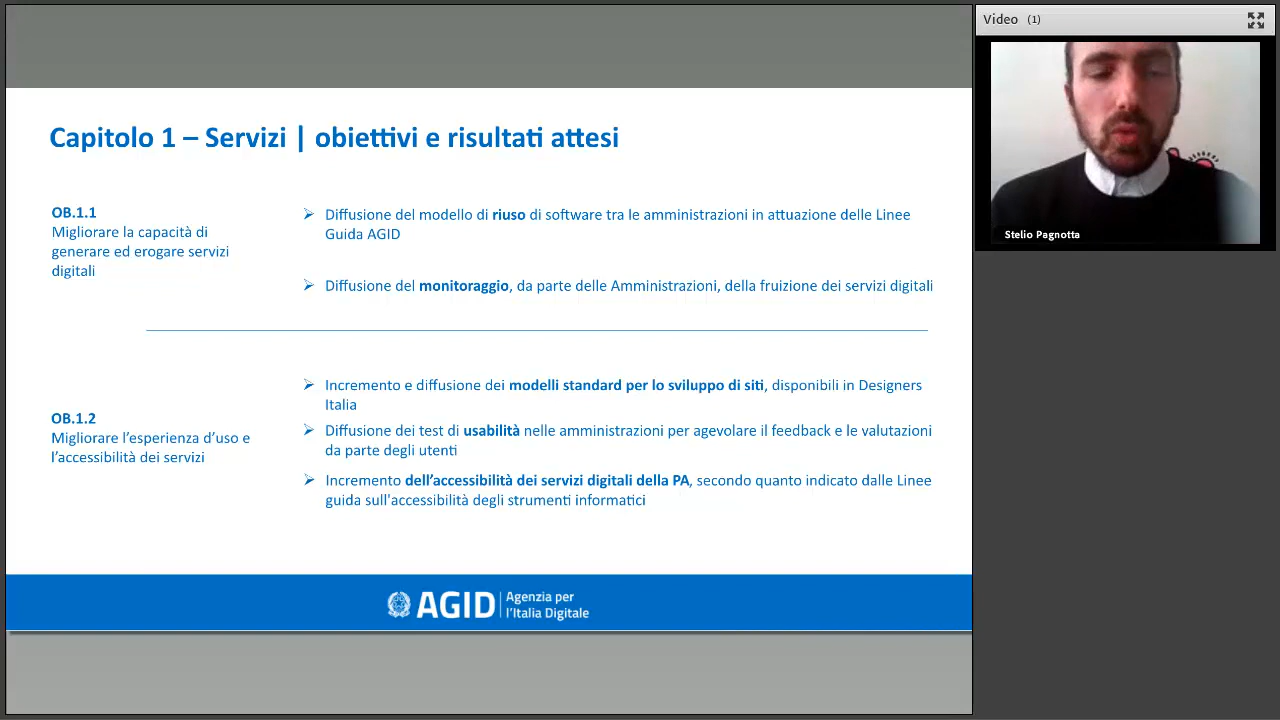 Capitolo 1 – Servizi | obiettivi e risultati attesi
OB.1.1
Migliorare la capacità di
generare ed erogare servizi
digitali
Diffusione del modello di riuso di software tra le amministrazioni in attuazione delle Linee
Guida AGID
Diffusione del monitoraggio, da parte delle Amministrazioni, della fruizione dei servizi digitali
OB.1.2
Migliorare l’esperienza d’uso e
l’accessibilità dei servizi
Incremento e diffusione dei modelli standard per lo sviluppo di siti, disponibili in Designers
Italia
Diffusione dei test di usabilità nelle amministrazioni per agevolare il feedback e le valutazioni
da parte degli utenti
Incremento dell’accessibilità dei servizi digitali della PA, secondo quanto indicato dalle Linee
guida sull'accessibilità degli strumenti informatici
AGID
Agenzia per
l’Italia Digitale
Video (1)
Stelio Pagnotta